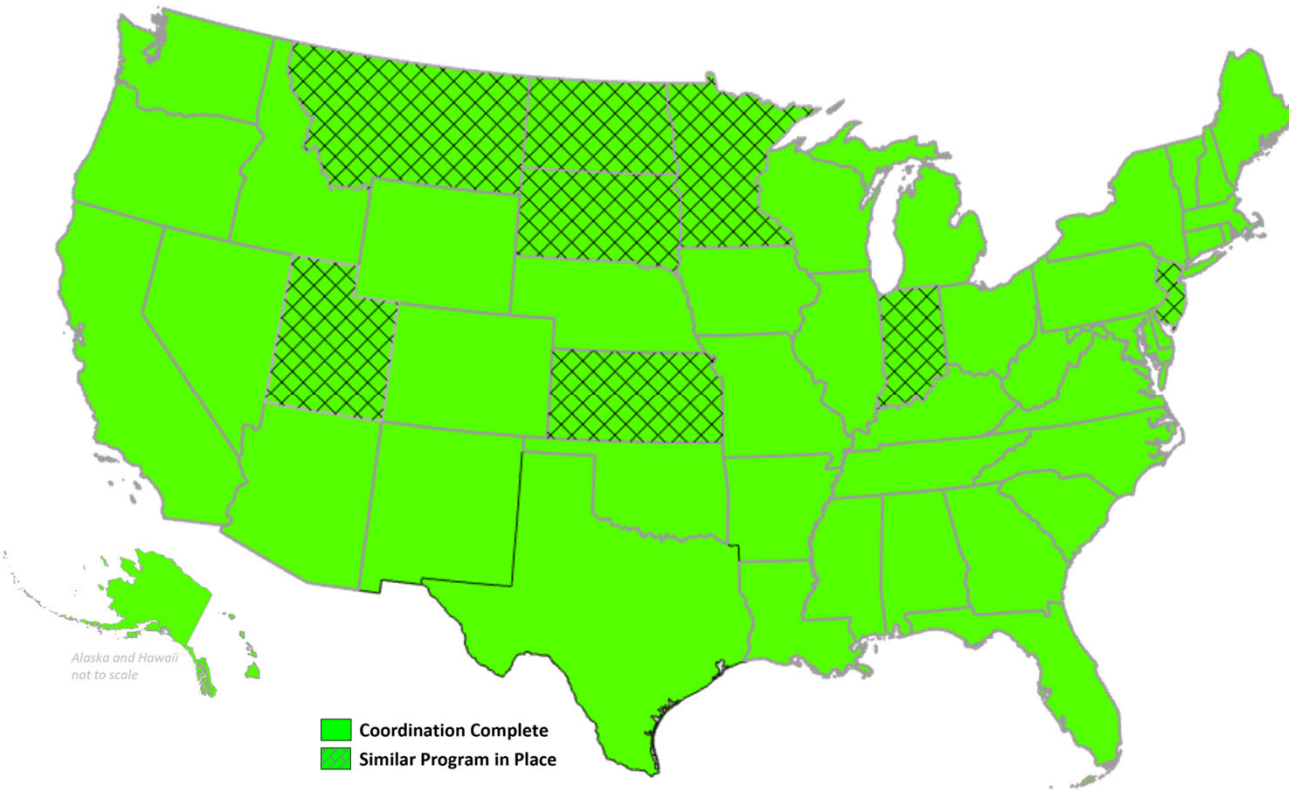 Alaska and Hawaii
not to scale
Coordination Complete
Similar Program in Place